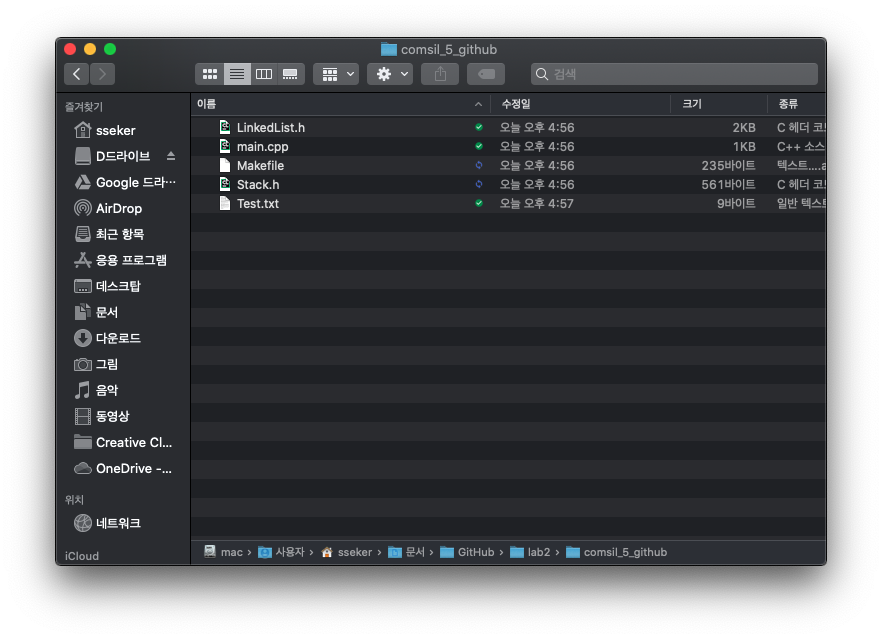 comsil_5_github
검색
즐겨찾기
sseker
D드라이브
Google 드라…
AirDrop
최근 항목
응용 프로그램
데스크탑
문서
다운로드
그림
음악
동영상
Creative Cl...
OneDrive -...
위치
네트워크
iCloud
이름 수정일 크기 종류
LinkedList.h 오늘 오후 4:56 2KB C 헤더 코드
main.cpp 오늘 오후 4:56 1KB C++ 소스
Makefile 오늘 오후 4:56 235바이트 텍스트....a
Stack.h 오늘 오후 4:56 561바이트 C 헤더 코드
Test.txt 오늘 오후 4:57 9바이트 일반 텍스트
mac › 사용자 › sseker › 문서 › GitHub › lab2 › comsil_5_github